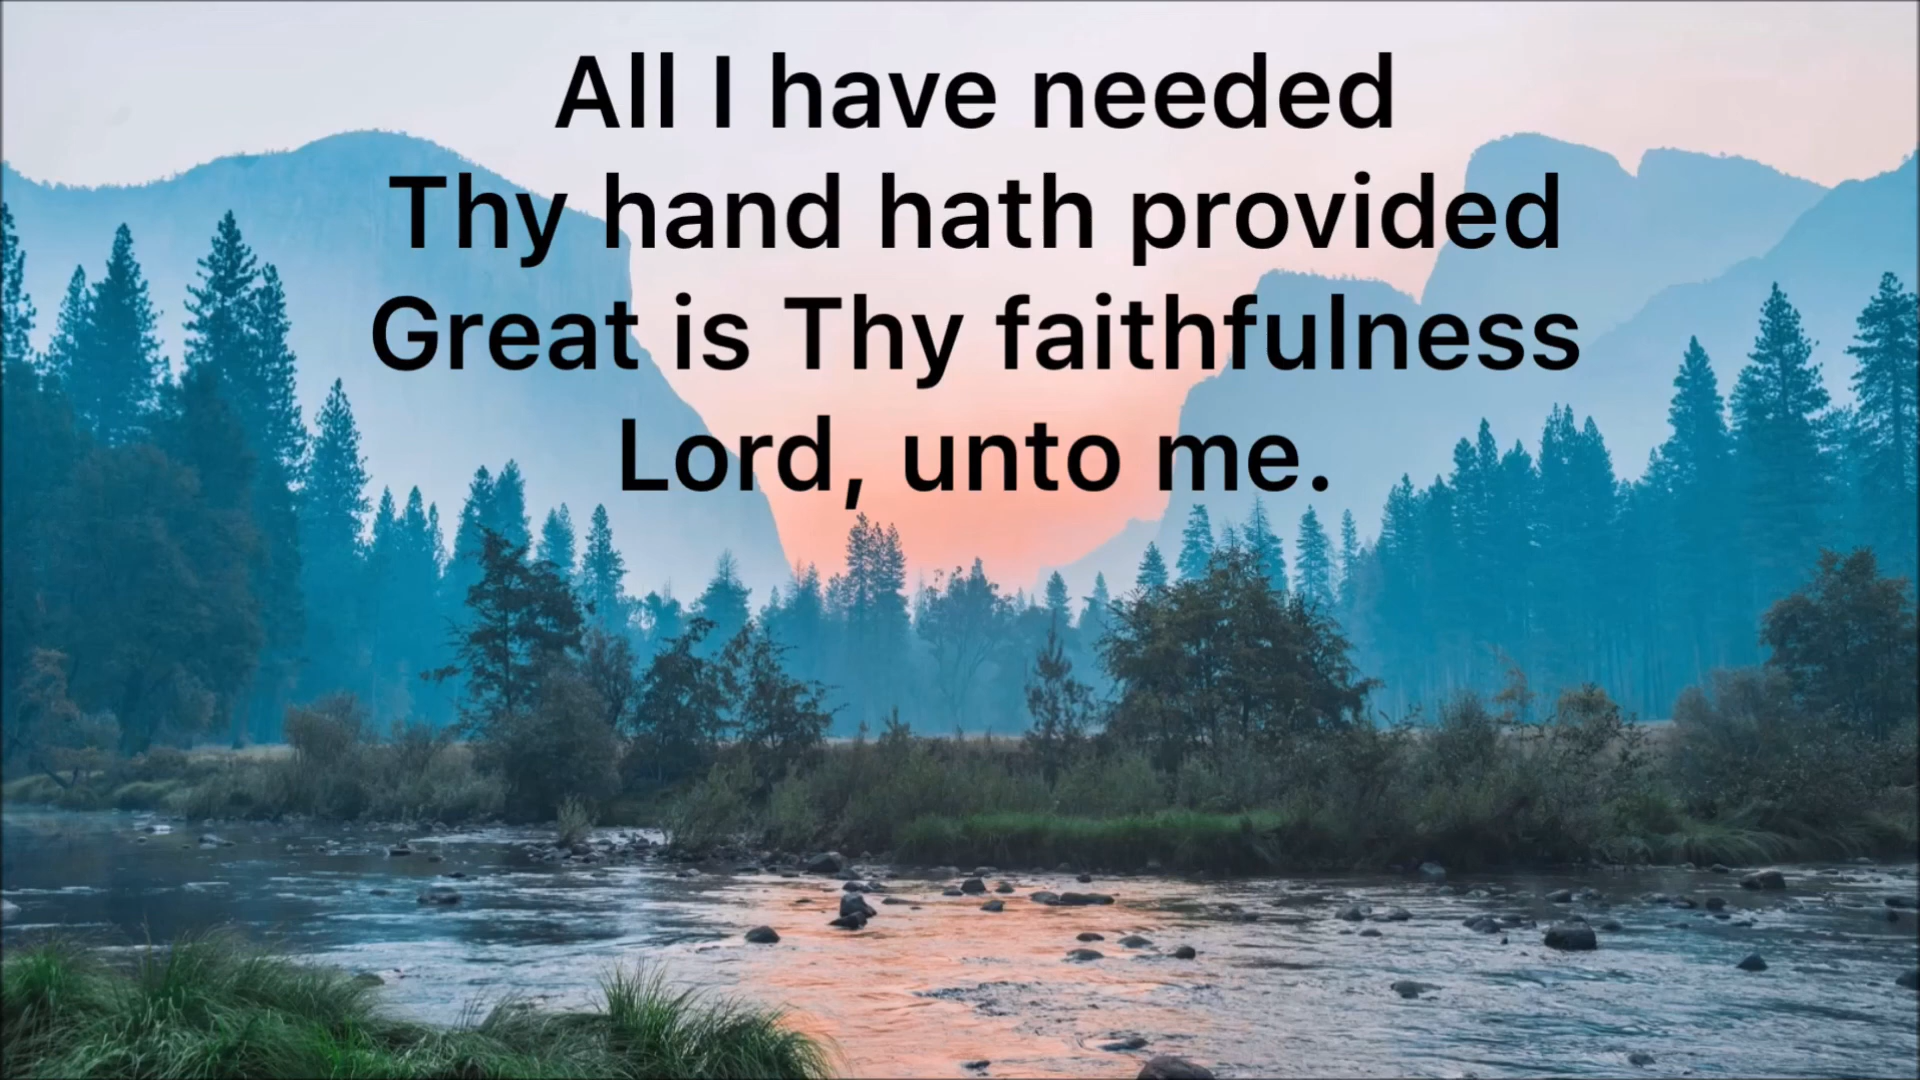 All I have needed
Thy hand hath provided
Great is Thy faithfulness
Lord, unto me.